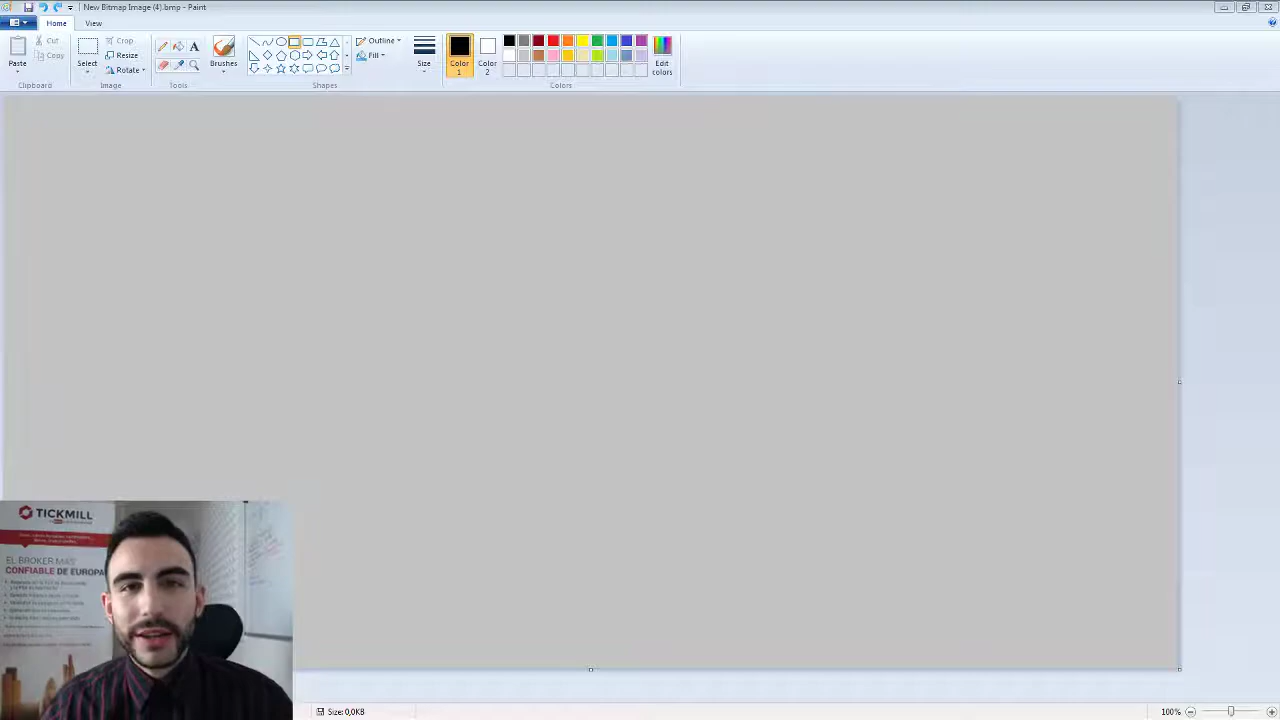 New Bitmap Image (4).bmp - Paint
Home View
Paste
Cut
Copy
Clipboard
Select
Crop
Resize
Rotate
Image
A
Tools
Brushes
Outline
Fill
Shapes
Size
Color
1
Color
2
Edit
colors
Colors
TICKMILL
EL BROKER MÁS
CONFIABLE DE EUROPA
Size: 0,0KB
100%